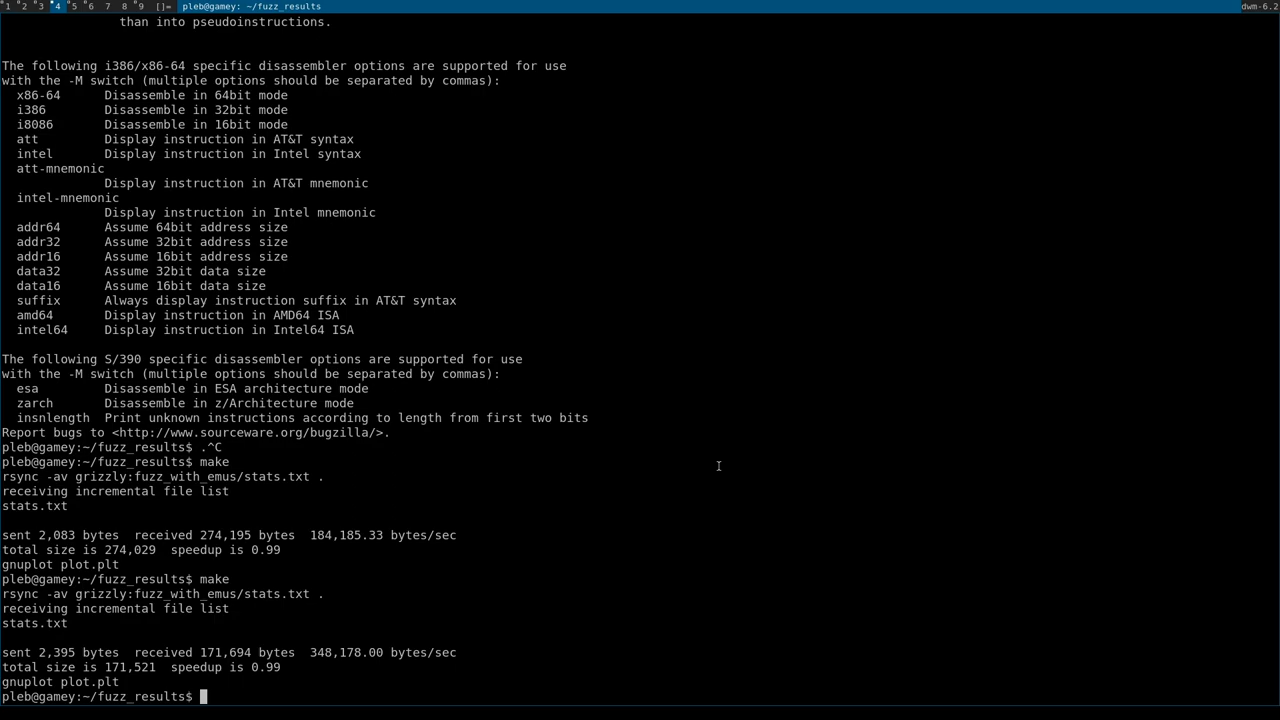 1 2 3 4 5 6 7 8 9 []= pleb@gamey: ~/fuzz_results dwm-6.2
than into pseudoinstructions.
The following i386/x86-64 specific disassembler options are supported for use
with the -M switch (multiple options should be separated by commas):
x86-64 Disassemble in 64bit mode
i386 Disassemble in 32bit mode
i8086 Disassemble in 16bit mode
att Display instruction in AT&T syntax
intel Display instruction in Intel syntax
att-mnemonic
Display instruction in AT&T mnemonic
intel-mnemonic
Display instruction in Intel mnemonic
addr64 Assume 64bit address size
addr32 Assume 32bit address size
addr16 Assume 16bit address size
data32 Assume 32bit data size
data16 Assume 16bit data size
suffix Always display instruction suffix in AT&T syntax
amd64 Display instruction in AMD64 ISA
intel64 Display instruction in Intel64 ISA
The following S/390 specific disassembler options are supported for use
with the -M switch (multiple options should be separated by commas):
esa Disassemble in ESA architecture mode
zarch Disassemble in z/Architecture mode
insnlength Print unknown instructions according to length from first two bits
Report bugs to <http://www.sourceware.org/bugzilla/>.
pleb@gamey:~/fuzz_results$ .^C
pleb@gamey:~/fuzz_results$ make
rsync -av grizzly:fuzz_with_emus/stats.txt .
receiving incremental file list
stats.txt
sent 2,083 bytes received 274,195 bytes 184,185.33 bytes/sec
total size is 274,029 speedup is 0.99
gnuplot plot.plt
pleb@gamey:~/fuzz_results$ make
rsync -av grizzly:fuzz_with_emus/stats.txt .
receiving incremental file list
stats.txt
sent 2,395 bytes received 171,694 bytes 348,178.00 bytes/sec
total size is 171,521 speedup is 0.99
gnuplot plot.plt
pleb@gamey:~/fuzz_results$